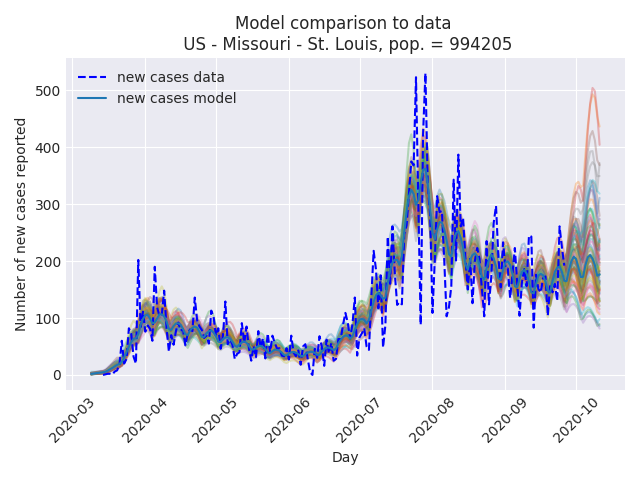 Model comparison to data
US - Missouri - St. Louis, pop. = 994205
new cases data
new cases model
Number of new cases reported
500
400
300
200
100
0
2020-03
2020-04
2020-05
2020-06
2020-07
2020-08
2020-09
2020-10
Day